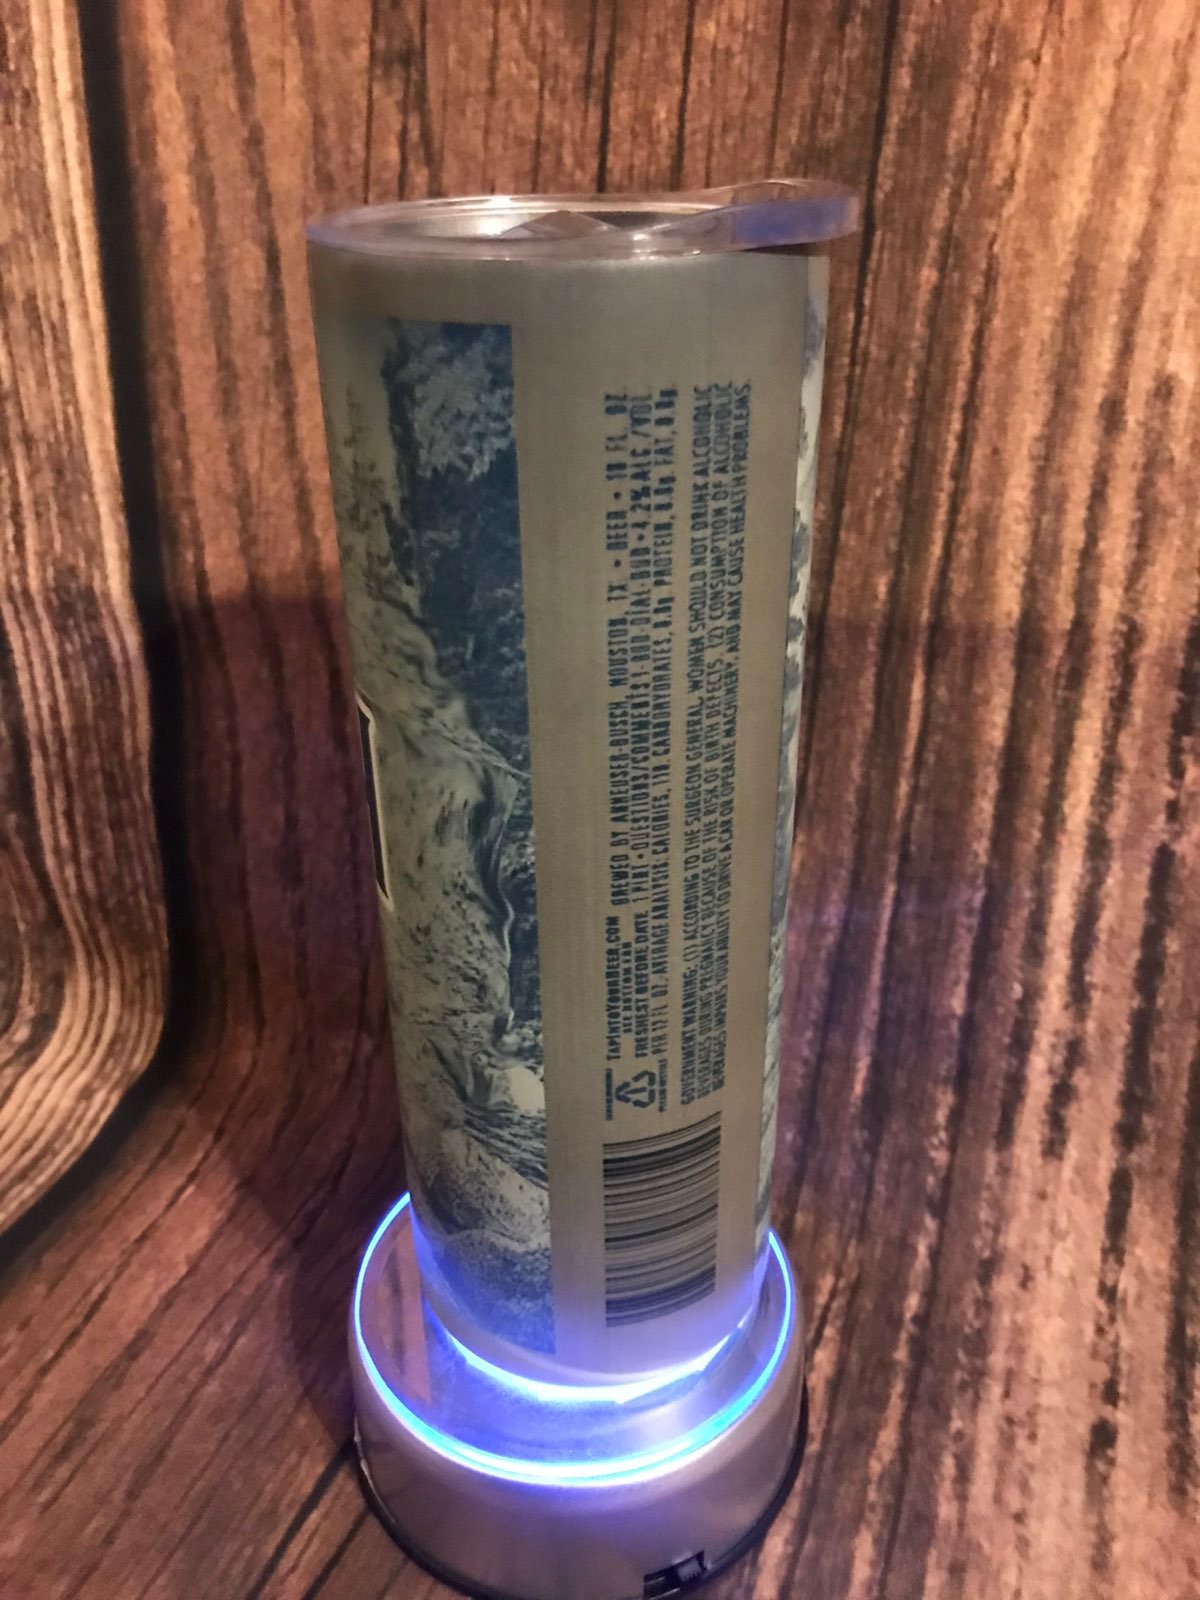 TAPINTOYOURBEER.COM BREWED BY ANHEUSER-BUSCH, HOUSTON, TX • BEER • 16 FL. OZ
SEE BOTTOM FOR
FRESHEST BEFORE DATE. 1 PINT • QUESTIONS/COMMENTS 1-800-DIAL-BUD • 4.2% ALC./VOL.
PER 12 FL. OZ. AVERAGE ANALYSIS: CALORIES, 110, CARBOHYDRATES, PROTEIN, FAT, 0.0g
GOVERNMENT WARNING: (1) ACCORDING TO THE SURGEON GENERAL, WOMEN SHOULD NOT DRINK ALCOHOLIC
BEVERAGES DURING PREGNANCY BECAUSE OF THE RISK OF BIRTH DEFECTS. (2) CONSUMPTION OF ALCOHOLIC
BEVERAGES IMPAIRS YOUR ABILITY TO DRIVE A CAR OR OPERATE MACHINERY, AND MAY CAUSE HEALTH PROBLEMS.